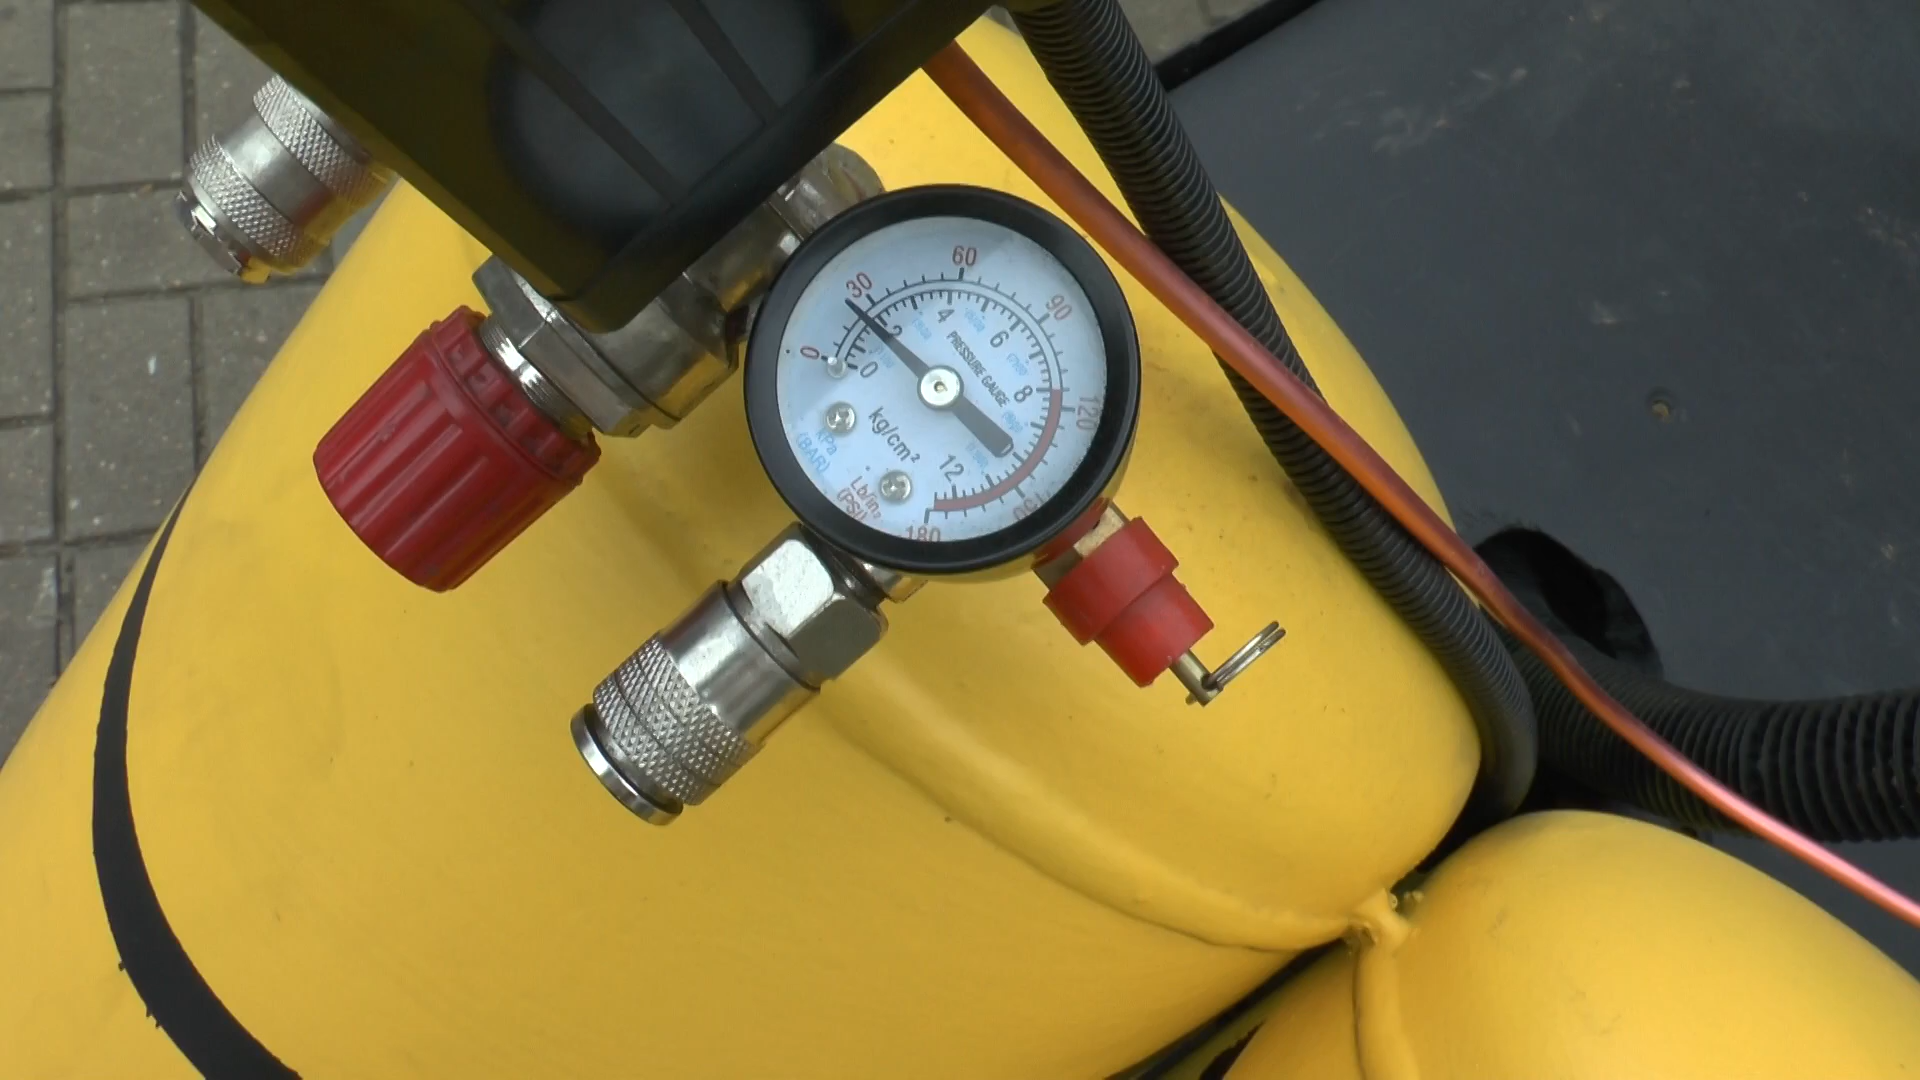 0
30
60
90
120
150
180
0
2
4
6
8
12
PRESSURE GAUGE
kg/cm²
kPa
(BAR)
Lb/in₂
(PSI)